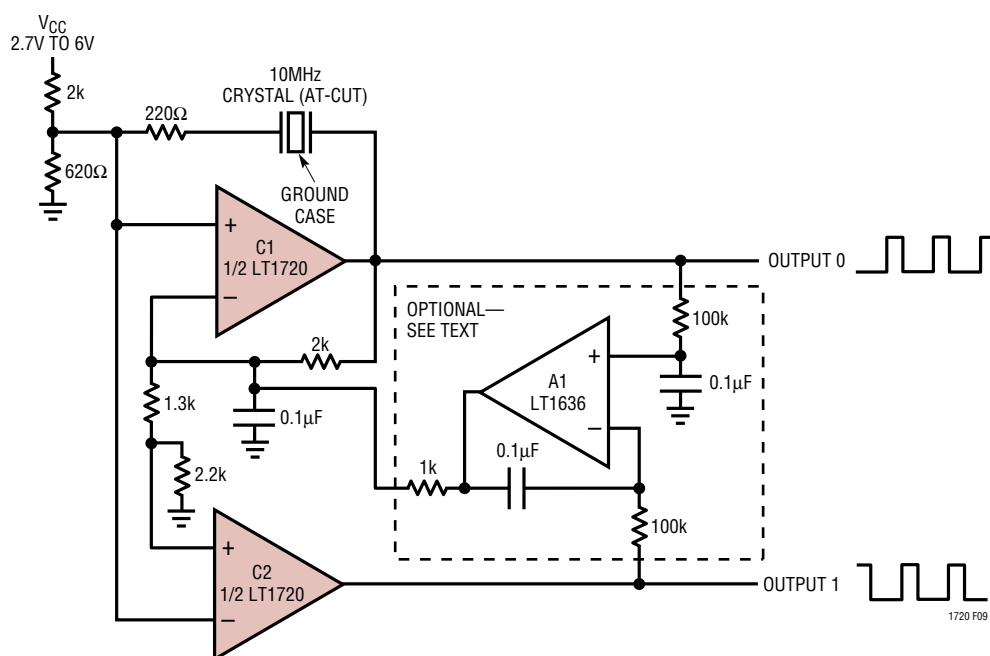 VCC
2.7V TO 6V
2k
10MHz
CRYSTAL (AT-CUT)
220Ω
620Ω
GROUND
CASE
+
C1
1/2 LT1720
−
OUTPUT 0
OPTIONAL—
SEE TEXT
100k
2k
+
A1
LT1636
−
0.1µF
1.3k
0.1µF
0.1µF
1k
2.2k
100k
+
C2
1/2 LT1720
−
OUTPUT 1
1720 F09